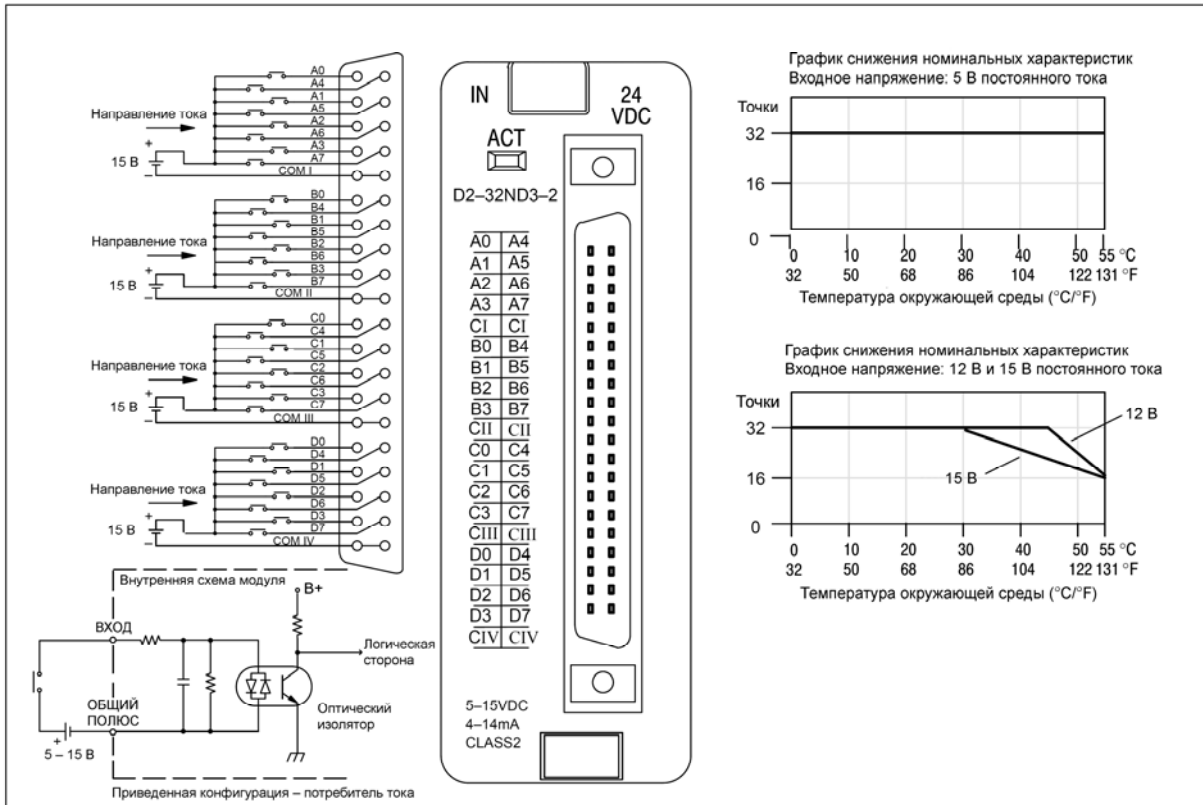 A0
A4
A1
A5
A2
A6
A3
A7
COM I
Направление тока
+
15 В
–
B0
B4
B1
B5
B2
B6
B3
B7
COM II
Направление тока
+
15 В
–
C0
C4
C1
C5
C2
C6
C3
C7
COM III
Направление тока
+
15 В
–
D0
D4
D1
D5
D2
D6
D3
D7
COM IV
Направление тока
+
15 В
–
Внутренняя схема модуля
B+
ВХОД
Логическая
сторона
ОБЩИЙ
ПОЛЮС
Оптический
изолятор
+
5 – 15 В
Приведенная конфигурация – потребитель тока
IN
24
VDC
ACT
D2–32ND3–2
A0 A4
A1 A5
A2 A6
A3 A7
CI CI
B0 B4
B1 B5
B2 B6
B3 B7
CII CII
C0 C4
C1 C5
C2 C6
C3 C7
CIII CIII
D0 D4
D1 D5
D2 D6
D3 D7
CIV CIV
5–15VDC
4–14mA
CLASS2
График снижения номинальных характеристик
Входное напряжение: 5 В постоянного тока
Точки
32
16
0
0 10 20 30 40 50 55 °C
32 50 68 86 104 122 131 °F
Температура окружающей среды (°C/°F)
График снижения номинальных характеристик
Входное напряжение: 12 В и 15 В постоянного тока
Точки
32
12 В
16
15 В
0
0 10 20 30 40 50 55 °C
32 50 68 86 104 122 131 °F
Температура окружающей среды (°C/°F)